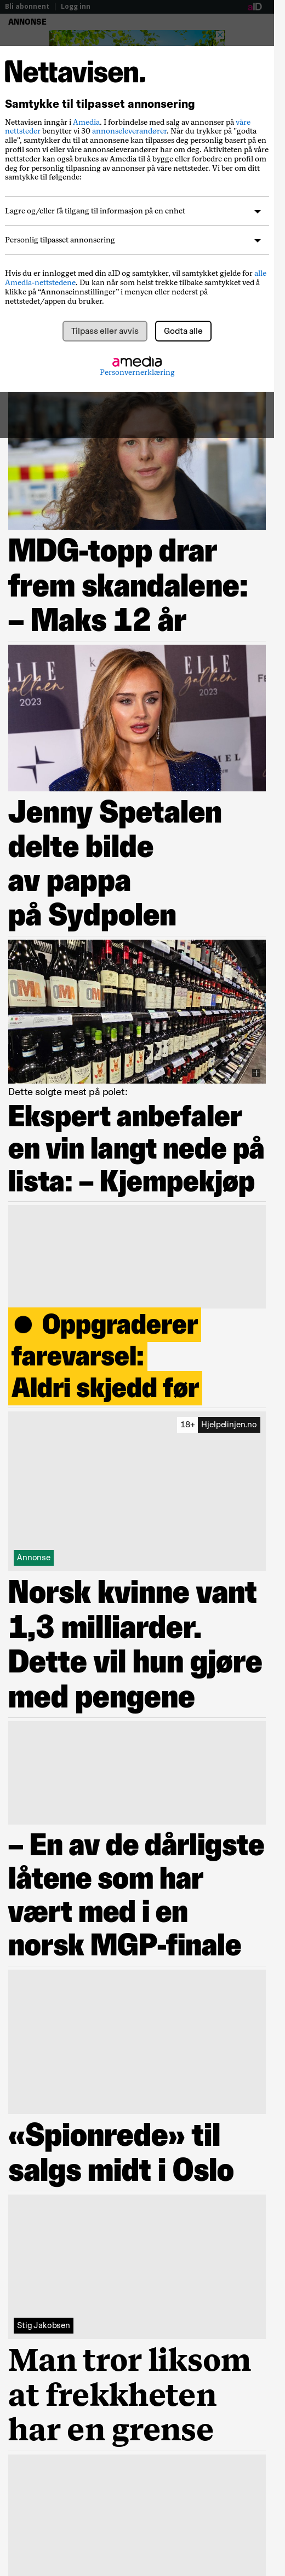 Bli abonnent | Logg inn
aID
ANNONSE
Nettavisen.
Samtykke til tilpasset annonsering
Nettavisen inngår i Amedia. I forbindelse med salg av annonser på våre
nettsteder benytter vi 30 annonseleverandører. Når du trykker på "godta
alle", samtykker du til at annonsene kan tilpasses deg personlig basert på en
profil som vi eller våre annonseleverandører har om deg. Aktiviteten på våre
nettsteder kan også brukes av Amedia til å bygge eller forbedre en profil om
deg for personlig tilpasning av annonser på våre nettsteder. Vi ber om ditt
samtykke til følgende:
Lagre og/eller få tilgang til informasjon på en enhet
Personlig tilpasset annonsering
Hvis du er innlogget med din aID og samtykker, vil samtykket gjelde for alle
Amedia-nettstedene. Du kan når som helst trekke tilbake samtykket ved å
klikke på “Annonseinnstillinger” i menyen eller nederst på
nettstedet/appen du bruker.
Tilpass eller avvis
Godta alle
amedia
Personvernerklæring
MDG-topp drar
frem skandalene:
– Maks 12 år
ELLE
gallaen
2023
ELLE
gallaen
2023
Jenny Spetalen
delte bilde
av pappa
på Sydpolen
Dette solgte mest på polet:
Ekspert anbefaler
en vin langt nede på
lista: – Kjempekjøp
● Oppgraderer
farevarsel:
Aldri skjedd før
18+ Hjelpelinjen.no
Annonse
Norsk kvinne vant
1,3 milliarder.
Dette vil hun gjøre
med pengene
– En av de dårligste
låtene som har
vært med i en
norsk MGP-finale
«Spionrede» til
salgs midt i Oslo
Stig Jakobsen
Man tror liksom
at frekkheten
har en grense